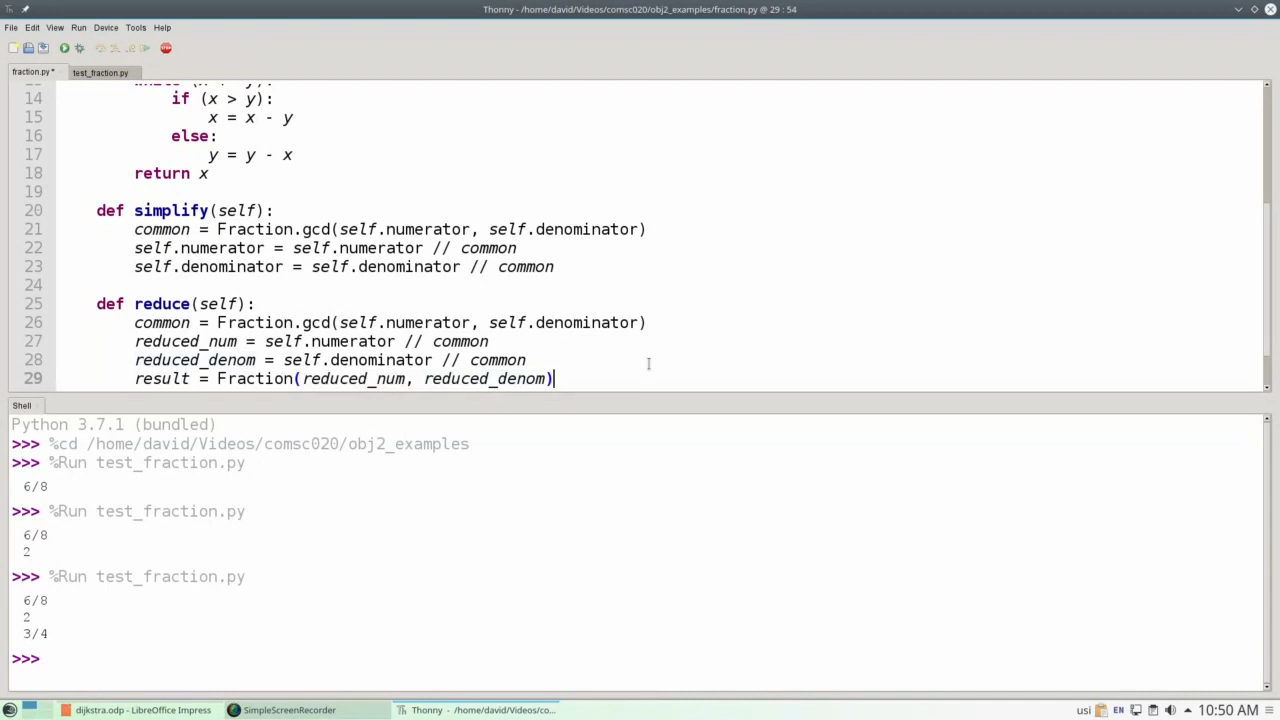 Thonny - /home/david/comsc020/obj2_examples/fraction.py @ 29 : 54
File Edit View Run Device Tools Help
fraction.py *
test_fraction.py
14 if (x > y):
15 x = x - y
16 else:
17 y = y - x
18 return x
19
20 def simplify(self):
21 common = Fraction.gcd(self.numerator, self.denominator)
22 self.numerator = self.numerator // common
23 self.denominator = self.denominator // common
24
25 def reduce(self):
26 common = Fraction.gcd(self.numerator, self.denominator)
27 reduced_num = self.numerator // common
28 reduced_denom = self.denominator // common
29 result = Fraction(reduced_num, reduced_denom)
Shell
Python 3.7.1 (bundled)
>>> %cd /home/david/Videos/comsc020/obj2_examples
>>> %Run test_fraction.py
6/8
>>> %Run test_fraction.py
6/8
2
>>> %Run test_fraction.py
6/8
2
3/4
>>>
dijkstra.odp - LibreOffice Impress
SimpleScreenRecorder
Thonny - /home/david/Videos/co...
usi EN 10:50 AM